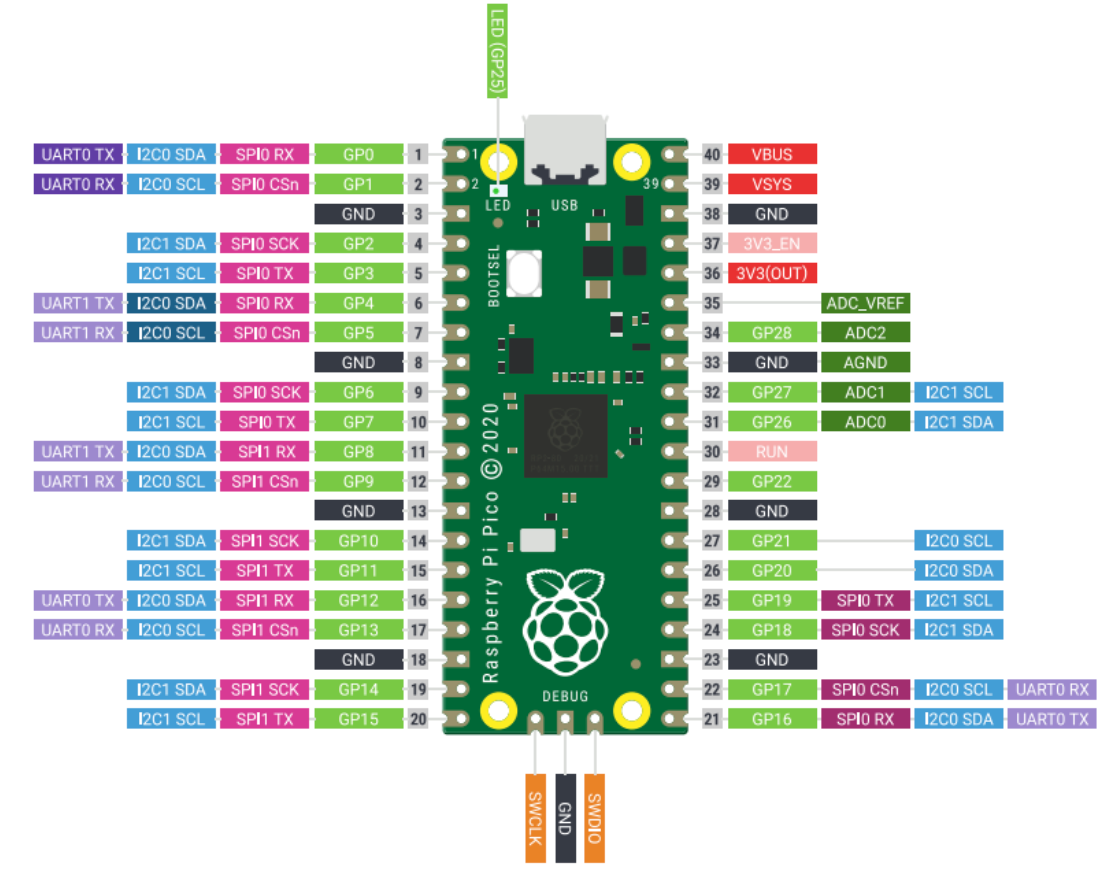 LED (GP25)
UART0 TX I2C0 SDA SPI0 RX GP0 1 1 40 VBUS
UART0 RX I2C0 SCL SPI0 CSn GP1 2 2 39 39 VSYS
LED USB
GND 3 38 GND
I2C1 SDA SPI0 SCK GP2 4 37 3V3_EN
I2C1 SCL SPI0 TX GP3 5 36 3V3(OUT)
BOOTSEL
UART1 TX I2C0 SDA SPI0 RX GP4 6 35 ADC_VREF
UART1 RX I2C0 SCL SPI0 CSn GP5 7 34 GP28 ADC2
GND 8 33 GND AGND
I2C1 SDA SPI0 SCK GP6 9 32 GP27 ADC1 I2C1 SCL
I2C1 SCL SPI0 TX GP7 10 31 GP26 ADC0 I2C1 SDA
UART1 TX I2C0 SDA SPI1 RX GP8 11 30 RUN
UART1 RX I2C0 SCL SPI1 CSn GP9 12 29 GP22
GND 13 28 GND
Raspberry Pi Pico © 2020
I2C1 SDA SPI1 SCK GP10 14 27 GP21 I2C0 SCL
I2C1 SCL SPI1 TX GP11 15 26 GP20 I2C0 SDA
UART0 TX I2C0 SDA SPI1 RX GP12 16 25 GP19 SPI0 TX I2C1 SCL
UART0 RX I2C0 SCL SPI1 CSn GP13 17 24 GP18 SPI0 SCK I2C1 SDA
GND 18 23 GND
I2C1 SDA SPI1 SCK GP14 19 22 GP17 SPI0 CSn I2C0 SCL UART0 RX
DEBUG
I2C1 SCL SPI1 TX GP15 20 21 GP16 SPI0 RX I2C0 SDA UART0 TX
SWCLK GND SWDIO